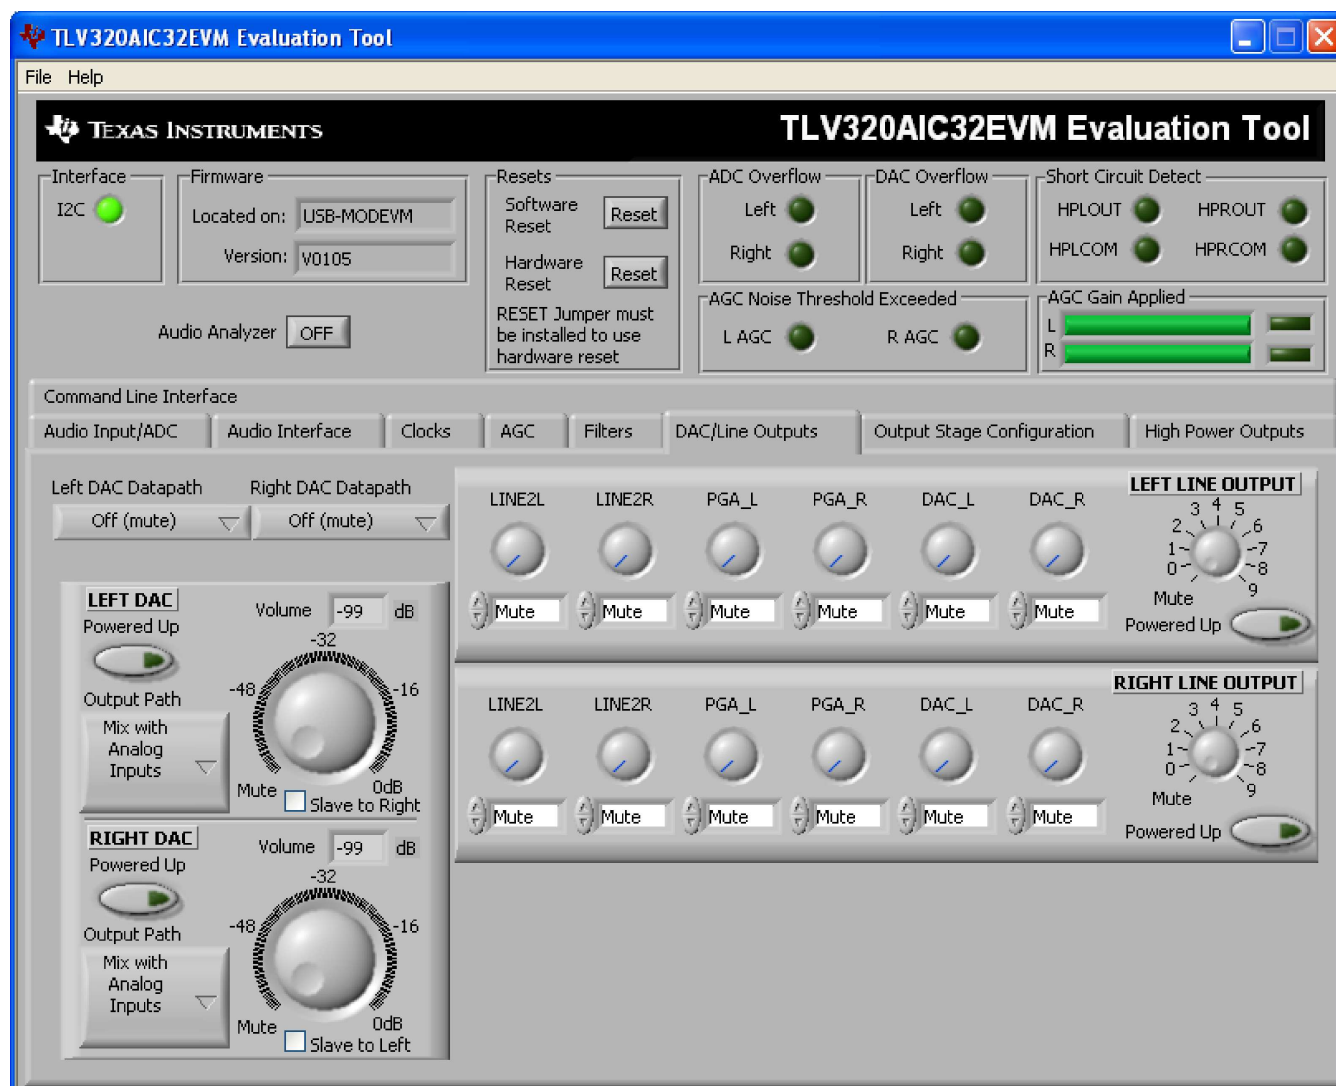 TLV320AIC32EVM Evaluation Tool
File Help
TEXAS INSTRUMENTS
TLV320AIC32EVM Evaluation Tool
Interface
I2C
Firmware
Located on: USB-MODEVM
Version: V0105
Audio Analyzer OFF
Resets
Software
Reset
Reset
Hardware
Reset
Reset
RESET Jumper must
be installed to use
hardware reset
ADC Overflow
Left
Right
DAC Overflow
Left
Right
Short Circuit Detect
HPLOUT HPROUT
HPLCOM HPRCOM
AGC Noise Threshold Exceeded
L AGC R AGC
AGC Gain Applied
L
R
Command Line Interface
Audio Input/ADC Audio Interface Clocks AGC Filters DAC/Line Outputs Output Stage Configuration High Power Outputs
Left DAC Datapath Right DAC Datapath
Off (mute) Off (mute)
LEFT DAC
Powered Up
Output Path
Mix with
Analog
Inputs
Volume -99 dB
-32
-48 -16
Mute 0dB
Slave to Right
RIGHT DAC
Powered Up
Output Path
Mix with
Analog
Inputs
Volume -99 dB
-32
-48 -16
Mute 0dB
Slave to Left
LINE2L LINE2R PGA_L PGA_R DAC_L DAC_R
Mute Mute Mute Mute Mute Mute
LEFT LINE OUTPUT
3 4 5
2 6
1 7
0 8
Mute 9
Powered Up
LINE2L LINE2R PGA_L PGA_R DAC_L DAC_R
Mute Mute Mute Mute Mute Mute
RIGHT LINE OUTPUT
3 4 5
2 6
1 7
0 8
Mute 9
Powered Up